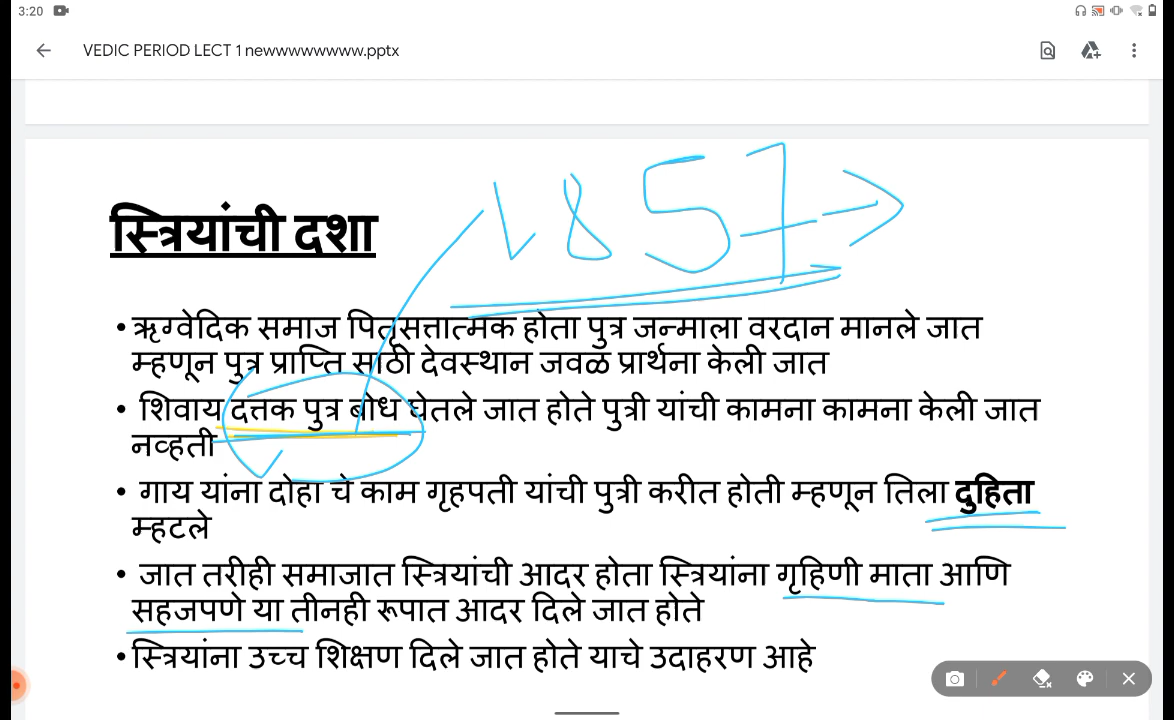 3:20
VEDIC PERIOD LECT 1 newwwwwwww.pptx
1857
स्त्रियांची दशा
•ऋग्वेदिक समाज पितृसत्तात्मक होता पुत्र जन्माला वरदान मानले जात
म्हणून पुत्र प्राप्ति साठी देवस्थान जवळ प्रार्थना केली जात
• शिवाय दत्तक पुत्र बोध घेतले जात होते पुत्री यांची कामना कामना केली जात
नव्हती
• गाय यांना दोहा चे काम गृहपती यांची पुत्री करीत होती म्हणून तिला दुहिता
म्हटले
• जात तरीही समाजात स्त्रियांची आदर होता स्त्रियांना गृहिणी माता आणि
सहजपणे या तीनही रूपात आदर दिले जात होते
•स्त्रियांना उच्च शिक्षण दिले जात होते याचे उदाहरण आहे